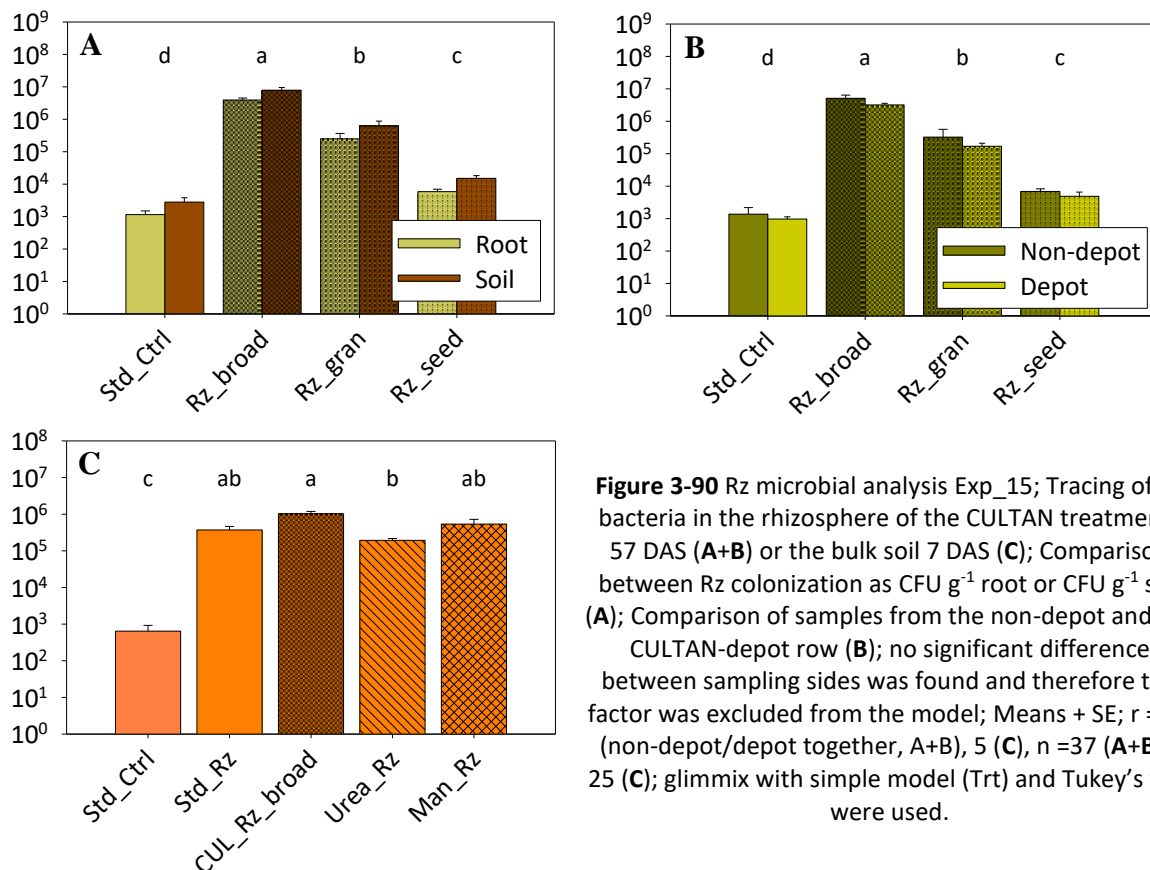 A
10⁹
10⁸
10⁷
10⁶
10⁵
10⁴
10³
10²
10¹
10⁰
d a b c
Root
Soil
Std_Ctrl
Rz_broad
Rz_gran
Rz_seed
B
10⁹
10⁸
10⁷
10⁶
10⁵
10⁴
10³
10²
10¹
10⁰
d a b c
Non-depot
Depot
Std_Ctrl
Rz_broad
Rz_gran
Rz_seed
C
10⁸
10⁷
10⁶
10⁵
10⁴
10³
10²
10¹
10⁰
c ab a b ab
Std_Ctrl
Std_Rz
CUL_Rz_broad
Urea_Rz
Man_Rz
Figure 3-90 Rz microbial analysis Exp_15; Tracing of
bacteria in the rhizosphere of the CULTAN
57 DAS (A+B) or the bulk soil 7 DAS (C);
between Rz colonization as CFU g⁻¹ root or CFU g⁻¹
(A); Comparison of samples from the non-depot and
CULTAN-depot row (B); no significant difference
between sampling sides was found and therefore
factor was excluded from the model; Means + SE; r =
(non-depot/depot together, A+B), 5 (C), n =37
25 (C); glimmix with simple model (Trt) and Tukey's
were used.